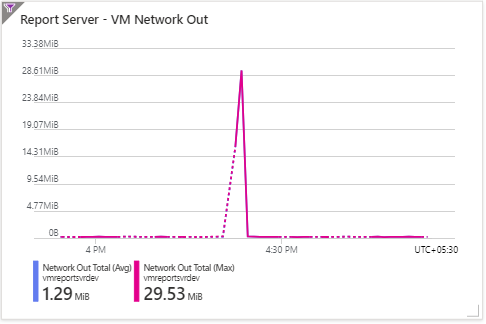 Report Server - VM Network Out
33.38MiB
28.61MiB
23.84MiB
19.07MiB
14.31MiB
9.54MiB
4.77MiB
0B
4 PM 4:30 PM UTC+05:30
Network Out Total (Avg) Network Out Total (Max)
vmreportsvrdev vmreportsvrdev
1.29 MiB 29.53 MiB